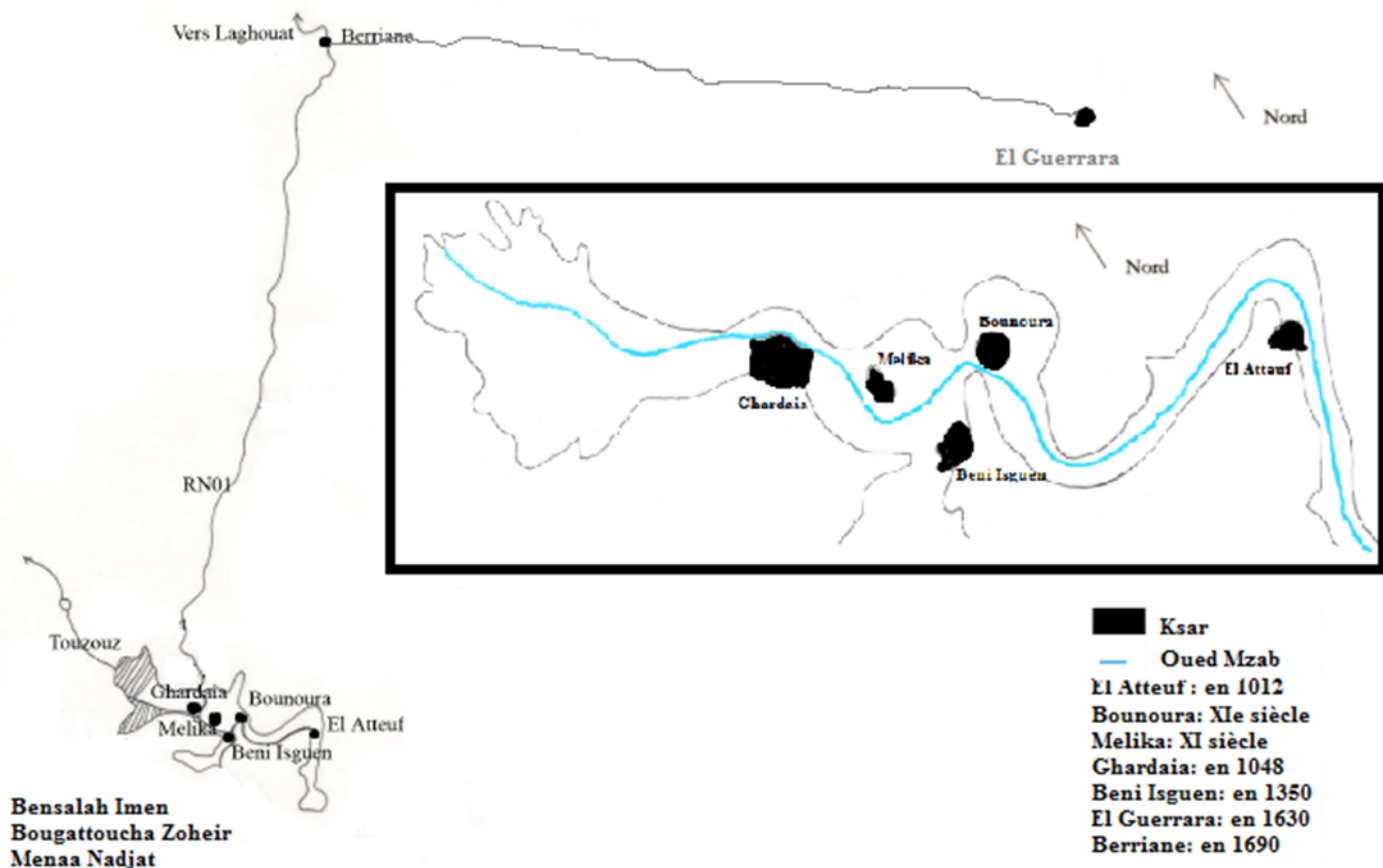 Vers Laghouat
Berriane
Nord
El Guerrara
Nord
Bounoura
Melika
El Attauf
Ghardaia
Beni Isguen
RN01
Touzouz
Ghardaia
Bounoura
Melika
El Atteuf
Beni Isguen
Ksar
Oued Mzab
El Atteuf : en 1012
Bounoura: XIe siècle
Melika: XI siècle
Ghardaia: en 1048
Beni Isguen: en 1350
El Guerrara: en 1630
Berriane: en 1690
Bensalah Imen
Bougattoucha Zoheir
Menaa Nadjat